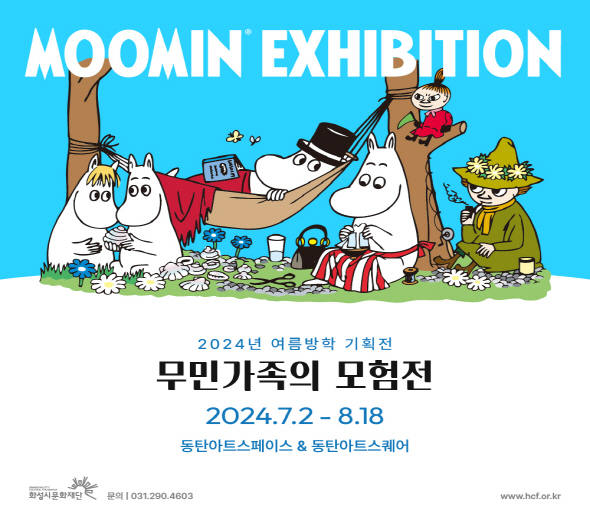 MOOMIN® EXHIBITION
2024년 여름방학 기획전
무민가족의 모험전
2024.7.2 – 8.18
동탄아트스페이스 & 동탄아트스퀘어
화성시문화재단 문의 | 031.290.4603 www.hcf.or.kr